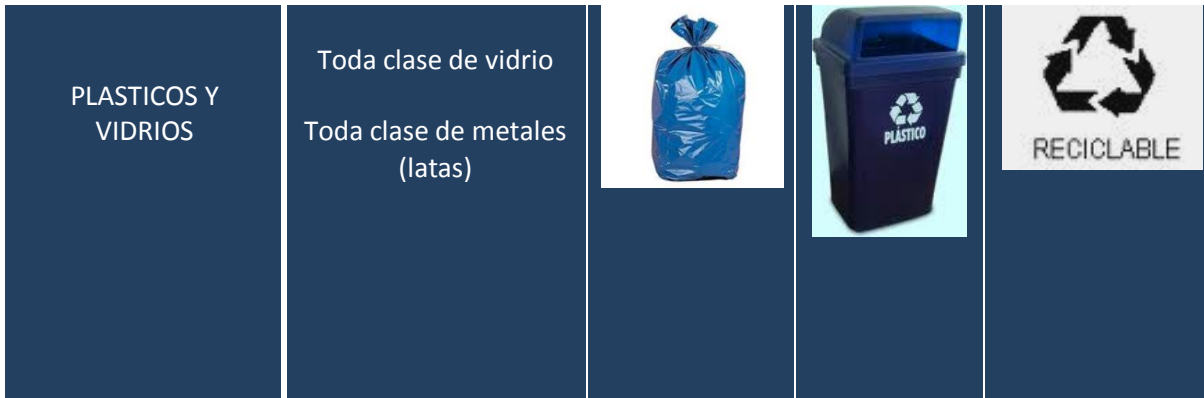 PLASTICOS Y
VIDRIOS
Toda clase de vidrio
Toda clase de metales
(latas)
PLÁSTICO
RECICLABLE